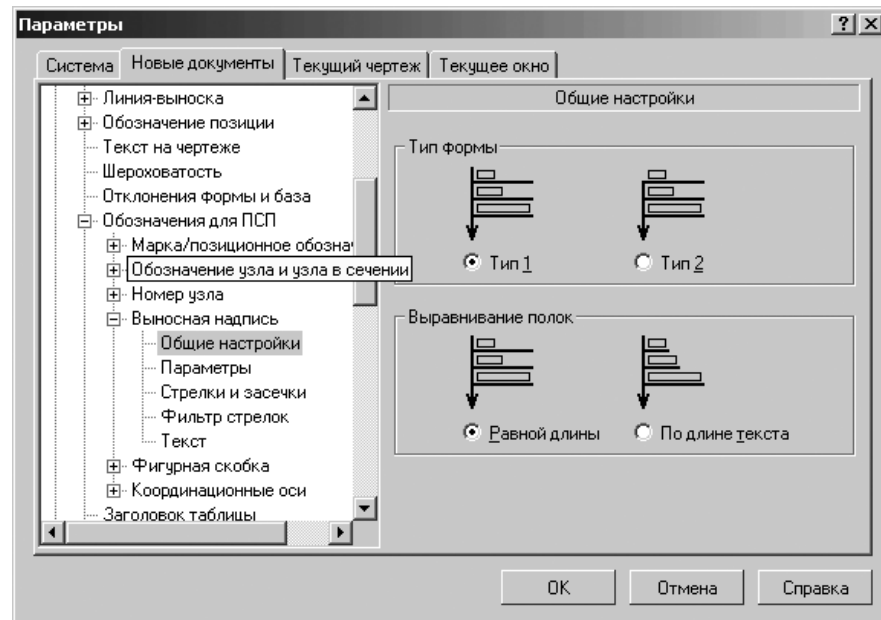 Параметры
Система
Новые документы
Текущий чертеж
Текущее окно
Линия-выноска
Обозначение позиции
Текст на чертеже
Шероховатость
Отклонения формы и база
Обозначения для ПСП
Марка/позиционное обозна
Обозначение узла и узла в сечении
Номер узла
Выносная надпись
Общие настройки
Параметры
Стрелки и засечки
Фильтр стрелок
Текст
Фигурная скобка
Координационные оси
Заголовок таблицы
Общие настройки
Тип формы
Тип 1
Тип 2
Выравнивание полок
Равной длины
По длине текста
OK
Отмена
Справка